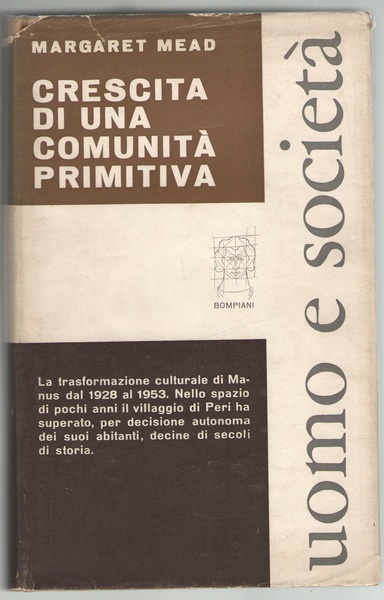 MARGARET MEAD
CRESCITA
DI UNA
COMUNITÀ
PRIMITIVA
uomo e società
BOMPIANI
La trasformazione culturale di Ma-
nus dal 1928 al 1953. Nello spazio
di pochi anni il villaggio di Peri ha
superato, per decisione autonoma
dei suoi abitanti, decine di secoli
di storia.